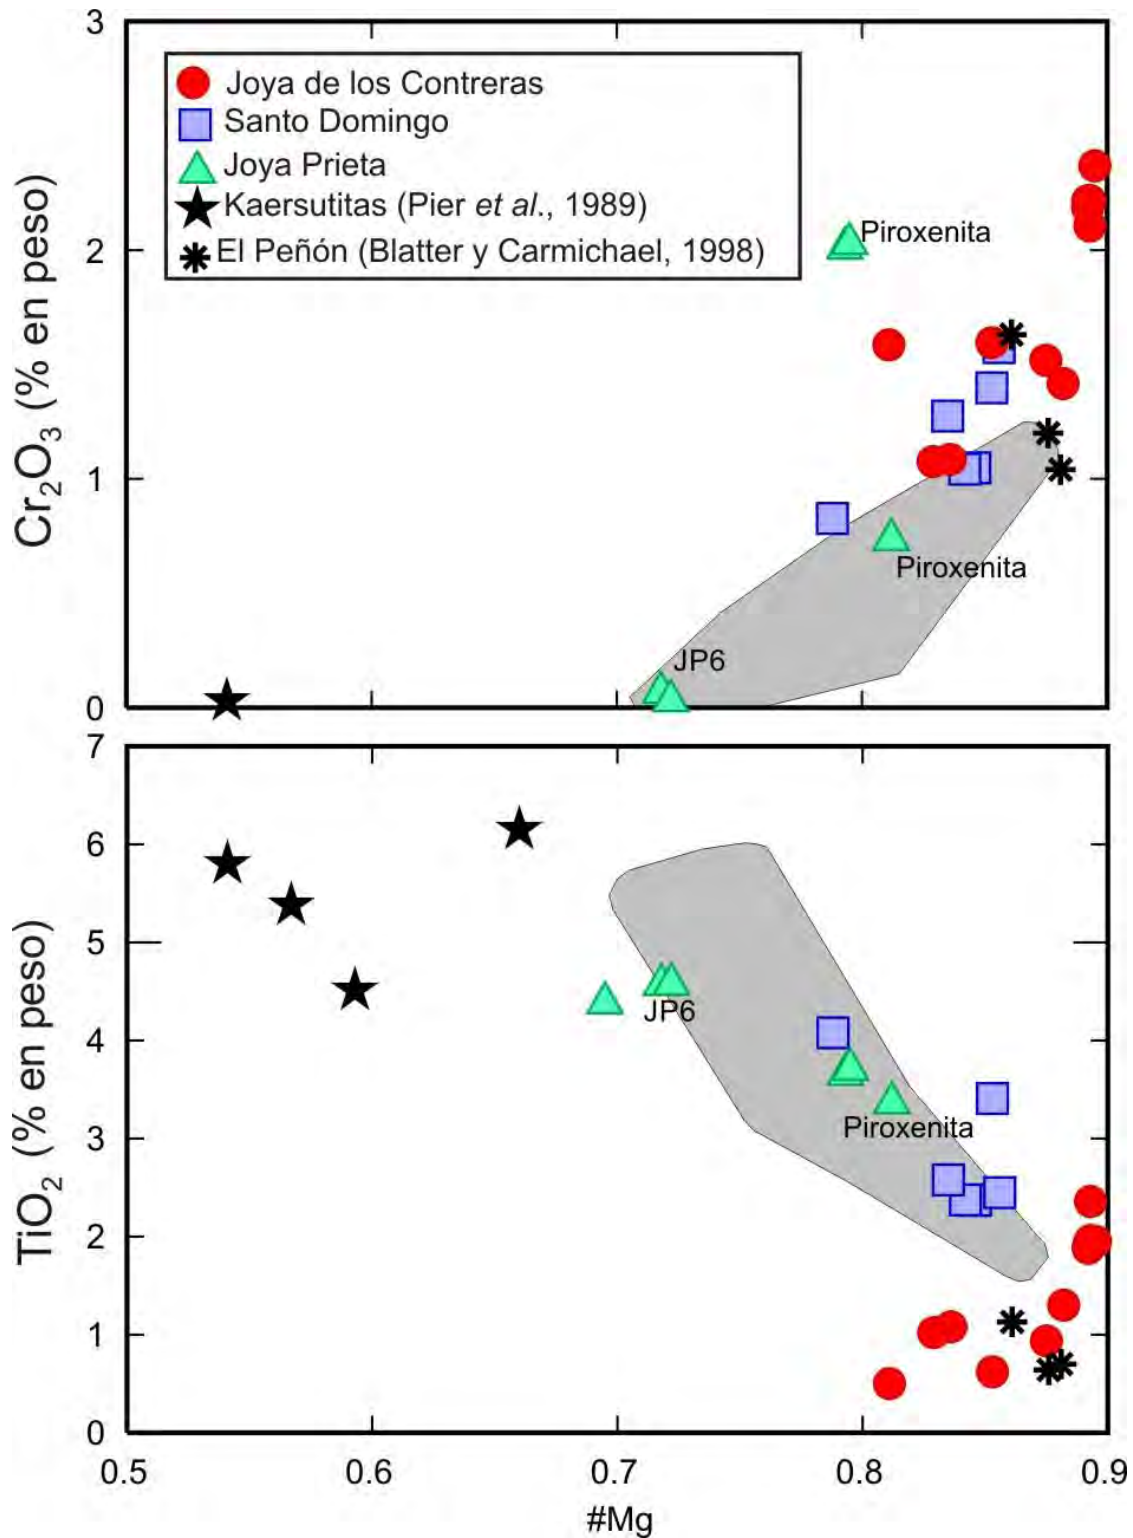 3
Joya de los Contreras
Santo Domingo
Joya Prieta
Kaersutitas (Pier et al., 1989)
El Peñón (Blatter y Carmichael, 1998)
Piroxenita
2
Cr₂O₃ (% en peso)
1
Piroxenita
JP6
0
7
6
5
JP6
4
Piroxenita
3
TiO₂ (% en peso)
2
1
0
0.5 0.6 0.7 0.8 0.9
#Mg